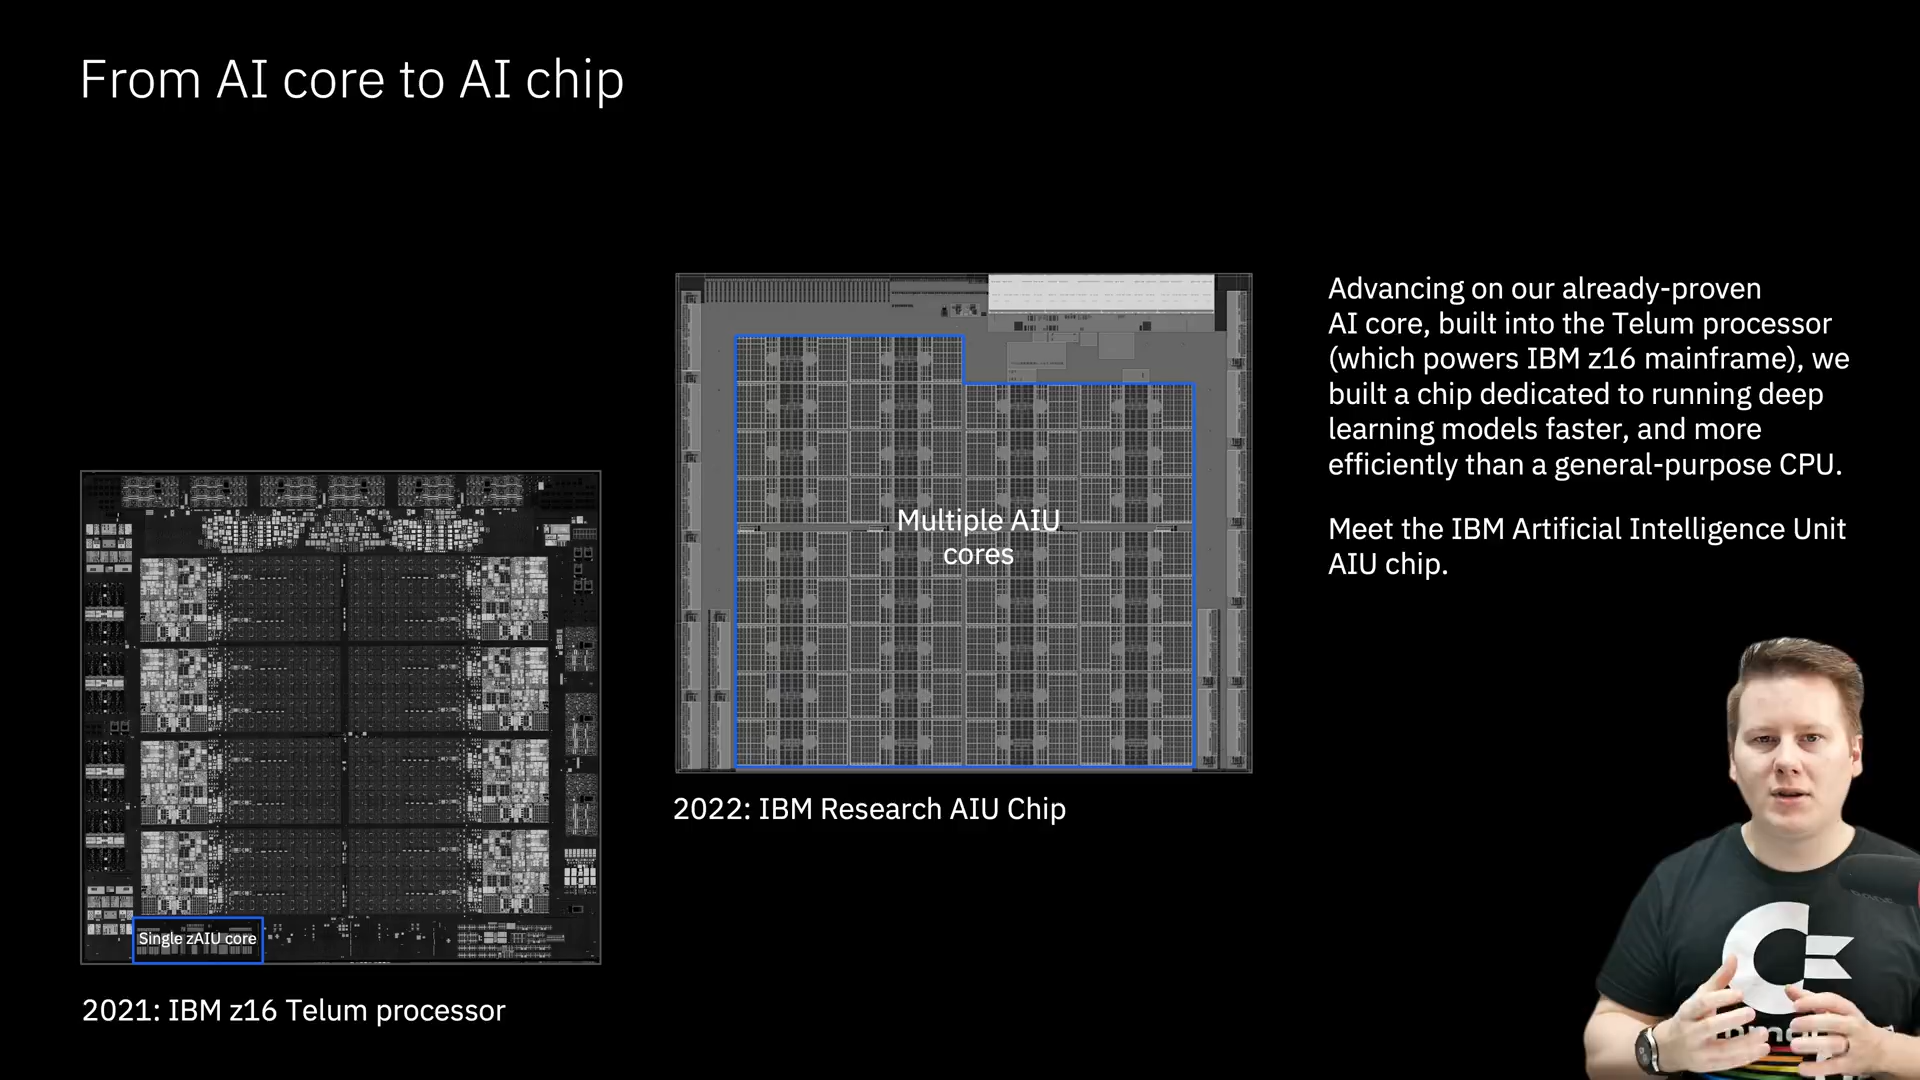 From AI core to AI chip
Advancing on our already-proven
AI core, built into the Telum processor
(which powers IBM z16 mainframe), we
built a chip dedicated to running deep
learning models faster, and more
efficiently than a general-purpose CPU.
Meet the IBM Artificial Intelligence Unit
AIU chip.
Multiple AIU
cores
2022: IBM Research AIU Chip
Single zAIU core
2021: IBM z16 Telum processor